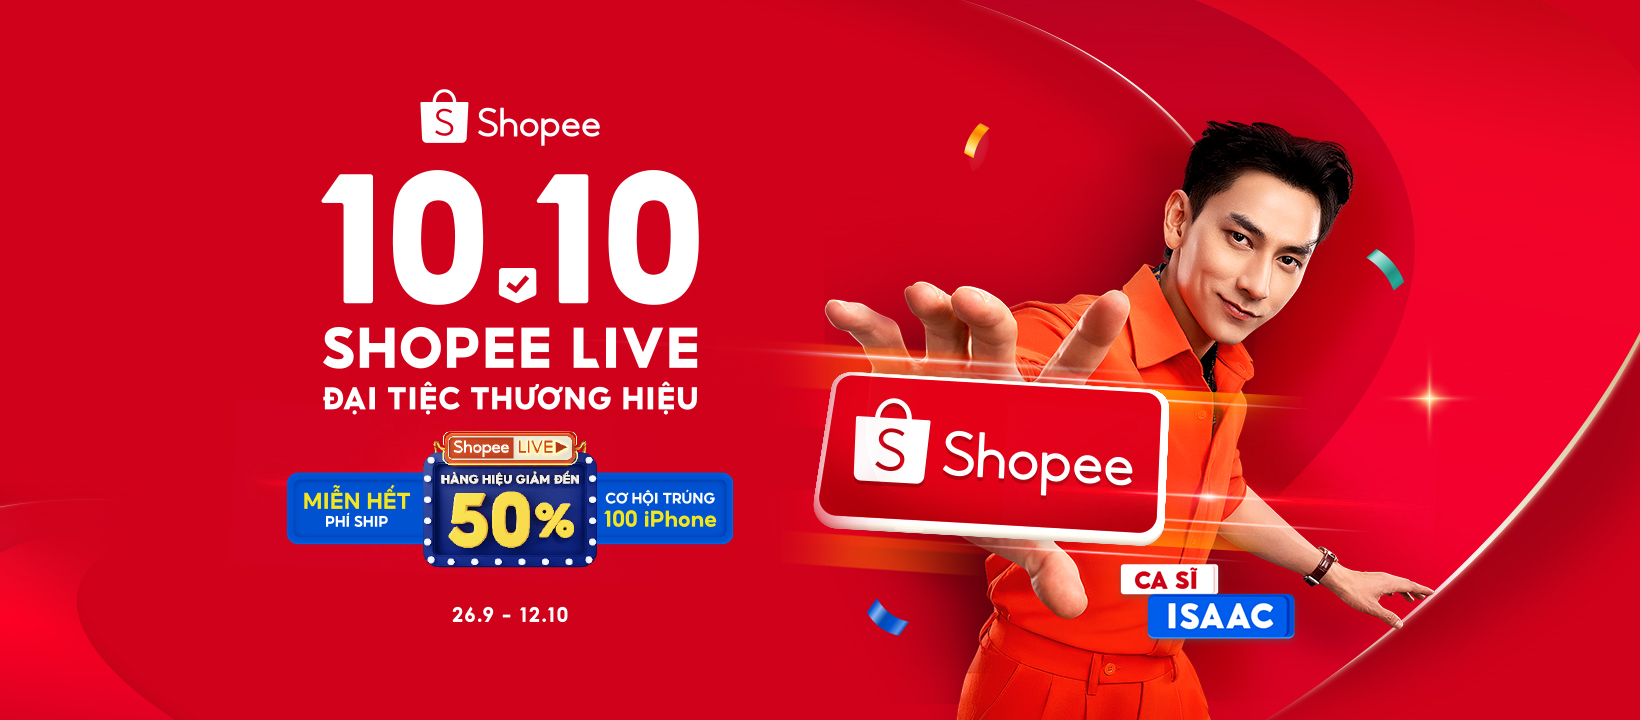 Shopee
10.10
SHOPEE LIVE
ĐẠI TIỆC THƯƠNG HIỆU
Shopee LIVE
MIỄN HẾT
PHÍ SHIP
HÀNG HIỆU GIẢM ĐẾN
50%
CƠ HỘI TRÚNG
100 iPhone
26.9 - 12.10
Shopee
CA SĨ
ISAAC